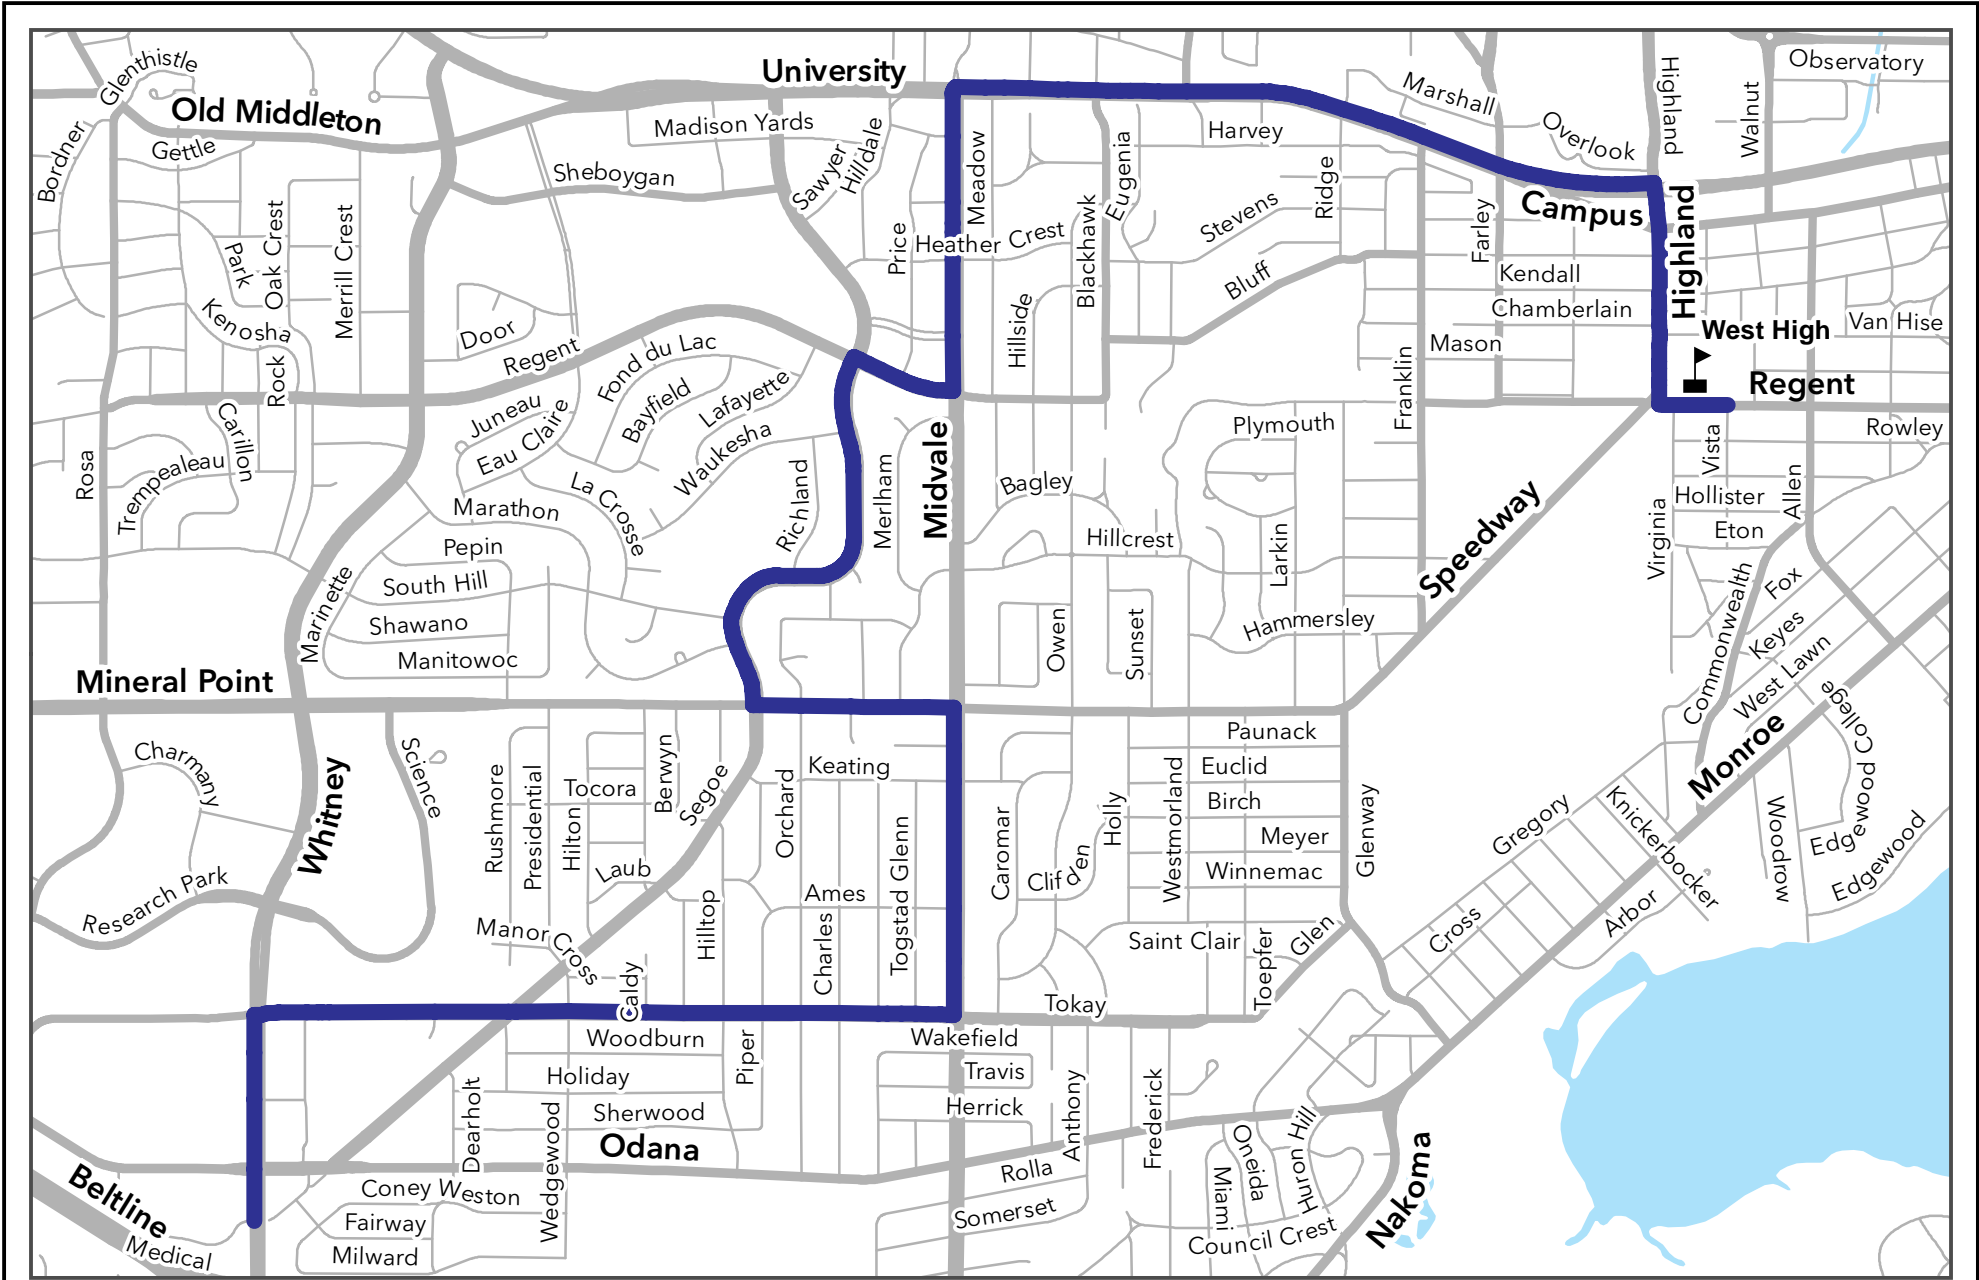 University
Observatory
Glenthistle
Old Middleton
Marshall
Highland
Walnut
Madison Yards
Harvey
Overlook
Bordner
Gettle
Sheboygan
Sawyer
Hilldale
Meadow
Eugenia
Ridge
Stevens
Farley
Campus
Highland
Park
Oak Crest
Merrill Crest
Price
Heather Crest
Blackhawk
Bluff
Kendall
Chamberlain
Kenosha
Door
Regent
Fond du Lac
Hillside
Mason
West High
Van Hise
Rock
Juneau
Bayfield
Lafayette
Franklin
Regent
Carillon
Eau Claire
Waukesha
Midvale
Plymouth
Vista
Rowley
Rosa
Trempealeau
Marathon
La Crosse
Richland
Merlham
Bagley
Hillcrest
Larkin
Speedway
Virginia
Hollister
Allen
Eton
Pepin
South Hill
Marinette
Shawano
Manitowoc
Owen
Sunset
Hammersley
Commonwealth
Fox
Keyes
West Lawn
Mineral Point
Charmany
Science
Whitney
Rushmore
Presidential
Hilton
Tocora
Berwyn
Segoe
Orchard
Keating
Paunack
Euclid
Birch
Meyer
Winnemac
Westmorland
Holly
Caromar
Clifden
Glenway
Monroe
Edgewood College
Gregory
Knickerbocker
Woodrow
Edgewood
Edgewood
Research Park
Laub
Manor Cross
Hilltop
Ames
Charles
Togstad Glenn
Saint Clair
Toepfer
Glen
Cross
Arbor
Caldy
Tokay
Woodburn
Wakefield
Piper
Travis
Holiday
Herrick
Dearholt
Sherwood
Wedgewood
Odana
Anthony
Frederick
Huron Hill
Oneida
Miami
Nakoma
Rolla
Beltline
Coney Weston
Fairway
Somerset
Council Crest
Medical
Milward